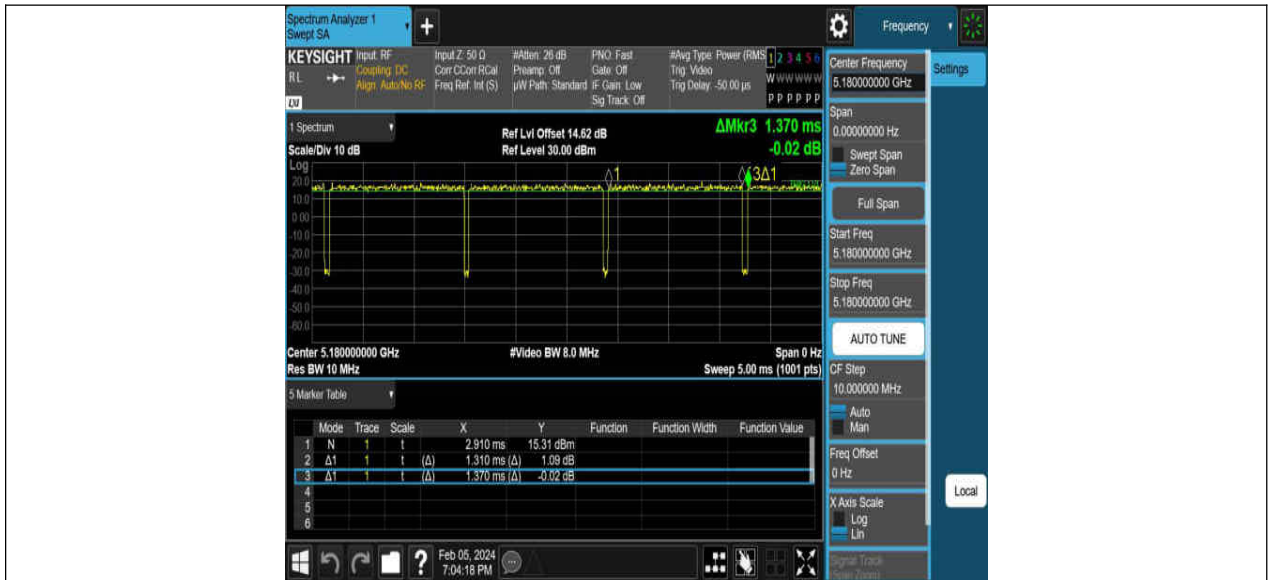 Spectrum Analyzer 1
Swept SA
+
Frequency
KEYSIGHT
RL
LXI
Input: RF
Coupling: DC
Align: Auto/No RF
Input Z: 50 Ω
Corr CCorr RCal
Freq Ref: Int (S)
#Atten: 26 dB
Preamp: Off
µW Path: Standard
PNO: Fast
Gate: Off
IF Gain: Low
Sig Track: Off
#Avg Type: Power (RMS
Trig: Video
Trig Delay: -50.00 µs
1 2 3 4 5 6
W W W W W W
P P P P P P
Center Frequency
5.180000000 GHz
Settings
Span
0.00000000 Hz
Swept Span
Zero Span
Full Span
Start Freq
5.180000000 GHz
Stop Freq
5.180000000 GHz
AUTO TUNE
CF Step
10.000000 MHz
Auto
Man
Freq Offset
0 Hz
X Axis Scale
Log
Lin
Signal Track
(Span Zoom)
Local
1 Spectrum
Scale/Div 10 dB
Ref Lvl Offset 14.62 dB
Ref Level 30.00 dBm
ΔMkr3 1.370 ms
-0.02 dB
Log
20.0
10.0
0.00
-10.0
-20.0
-30.0
-40.0
-50.0
-60.0
1
3Δ1
Center 5.180000000 GHz
#Video BW 8.0 MHz
Span 0 Hz
Res BW 10 MHz
Sweep 5.00 ms (1001 pts)
5 Marker Table
Mode Trace Scale X Y Function Function Width Function Value
1 N 1 t 2.910 ms 15.31 dBm
2 Δ1 1 t (Δ) 1.310 ms (Δ) 1.09 dB
3 Δ1 1 t (Δ) 1.370 ms (Δ) -0.02 dB
4
5
6
?
Feb 05, 2024
7:04:18 PM